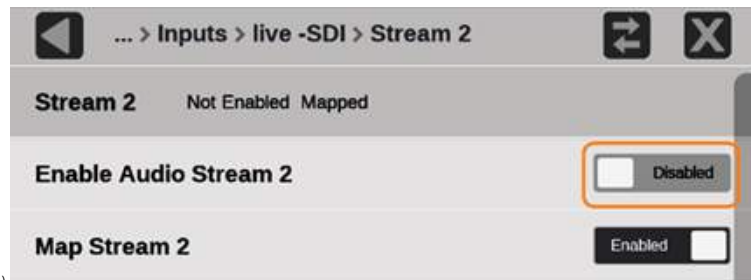 ... > Inputs > live -SDI > Stream 2
Stream 2 Not Enabled Mapped
Enable Audio Stream 2 Disabled
Map Stream 2 Enabled
)